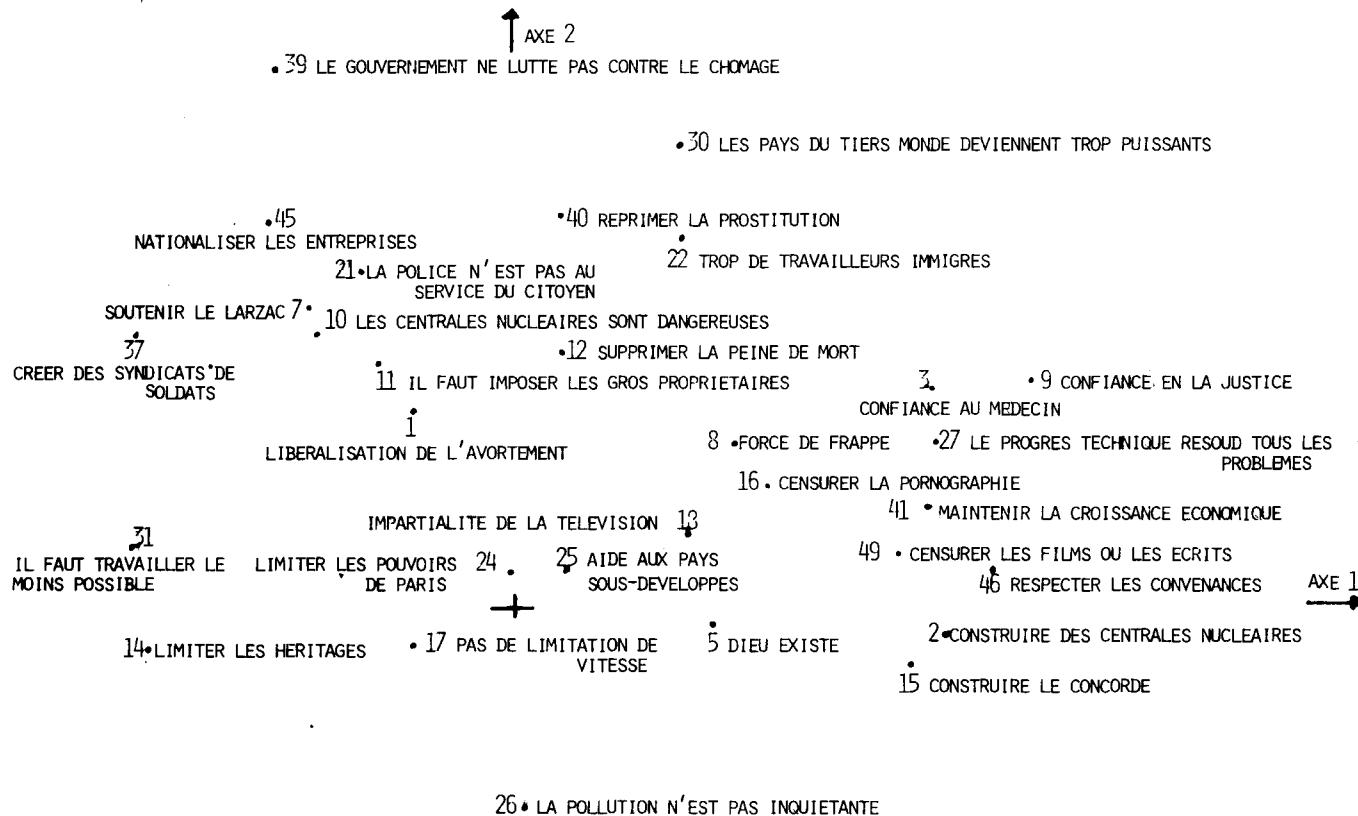 AXE 2
39 LE GOUVERNEMENT NE LUTTE PAS CONTRE LE CHOMAGE
30 LES PAYS DU TIERS MONDE DEVIENNENT TROP PUISSANTS
45
NATIONALISER LES ENTREPRISES
40 REPRIMER LA PROSTITUTION
22 TROP DE TRAVAILLEURS IMMIGRES
21 LA POLICE N'EST PAS AU
SERVICE DU CITOYEN
SOUTENIR LE LARZAC 7
10 LES CENTRALES NUCLEAIRES SONT DANGEREUSES
37
CREER DES SYNDICATS DE
SOLDATS
12 SUPPRIMER LA PEINE DE MORT
11 IL FAUT IMPOSER LES GROS PROPRIETAIRES
3
CONFIANCE AU MEDECIN
9 CONFIANCE EN LA JUSTICE
1
LIBERALISATION DE L'AVORTEMENT
8 FORCE DE FRAPPE
27 LE PROGRES TECHNIQUE RESOUD TOUS LES
PROBLEMES
16 CENSURER LA PORNOGRAPHIE
41 MAINTENIR LA CROISSANCE ECONOMIQUE
IMPARTIALITE DE LA TELEVISION 13
31
IL FAUT TRAVAILLER LE
MOINS POSSIBLE
LIMITER LES POUVOIRS 24
DE PARIS
25 AIDE AUX PAYS
SOUS-DEVELOPPES
49 CENSURER LES FILMS OU LES ECRITS
46 RESPECTER LES CONVENANCES
AXE 1
14 LIMITER LES HERITAGES
17 PAS DE LIMITATION DE
VITESSE
5 DIEU EXISTE
2 CONSTRUIRE DES CENTRALES NUCLEAIRES
15 CONSTRUIRE LE CONCORDE
26 LA POLLUTION N'EST PAS INQUIETANTE